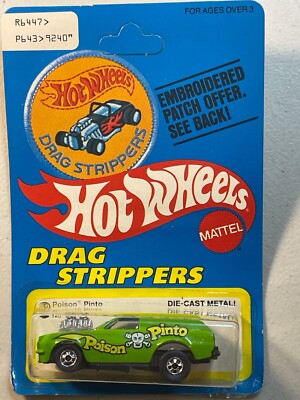 R6447>
P643>9240"
FOR AGES OVER 3
Hot Wheels
DRAG STRIPPERS
EMBROIDERED
PATCH OFFER.
SEE BACK!
Hot Wheels
MATTEL
DRAG
STRIPPERS
Poison Pinto
DIE-CAST METAL!
Poison Pinto